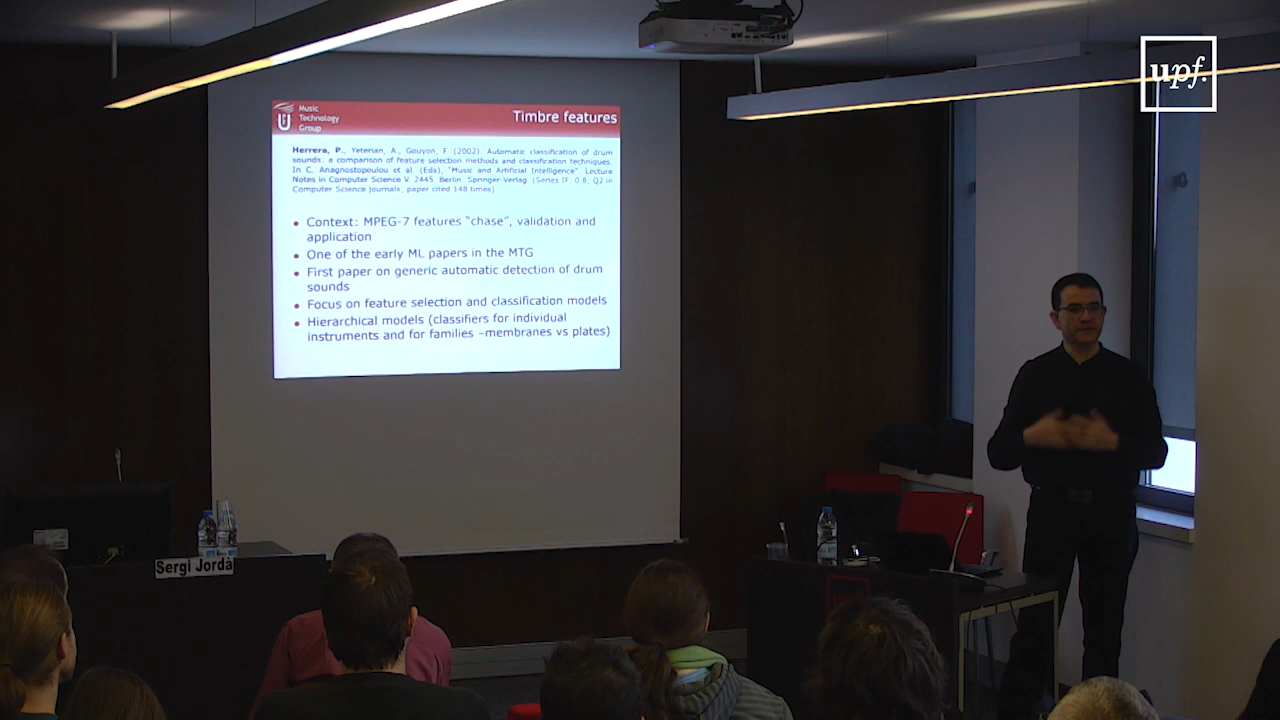 upf.
Music
Technology
Group
Timbre features
Herrera, P., Yeterian, A., Gouyon, F. (2002). Automatic classification of drum
sounds: a comparison of feature selection methods and classification techniques.
In C. Anagnostopoulou et al. (Eds), "Music and Artificial Intelligence". Lecture
Notes in Computer Science V. 2445. Berlin: Springer-Verlag. (Series IF: 0.8; Q2 in
Computer Science journals; paper cited 148 times)
• Context: MPEG-7 features "chase", validation and
application
• One of the early ML papers in the MTG
• First paper on generic automatic detection of drum
sounds
• Focus on feature selection and classification models
• Hierarchical models (classifiers for individual
instruments and for families –membranes vs plates)
Sergi Jordà